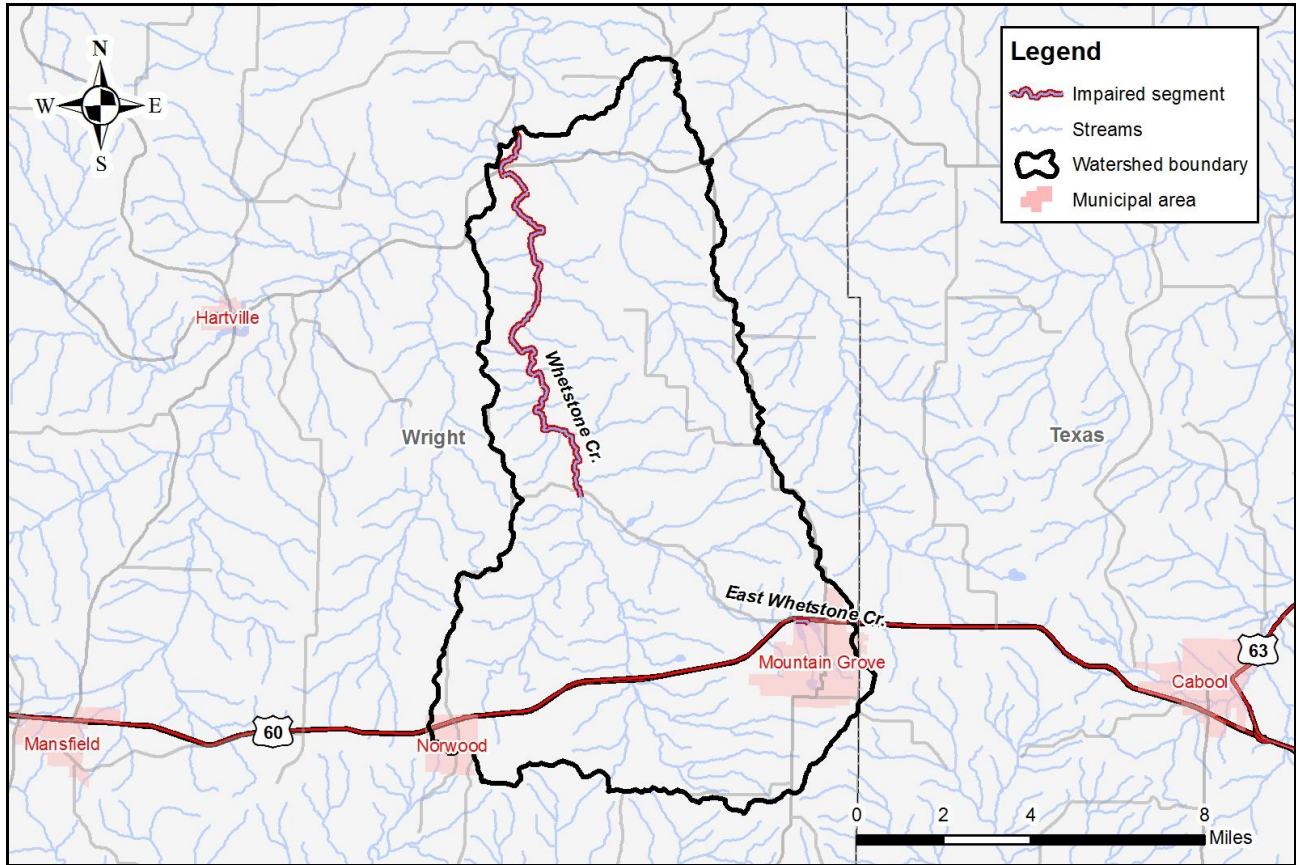 N
W E
S
Legend
Impaired segment
Streams
Watershed boundary
Municipal area
Hartville
Whetstone Cr.
Wright
Texas
East Whetstone Cr.
Mountain Grove
63
Cabool
60
Mansfield
Norwood
0 2 4 8
Miles